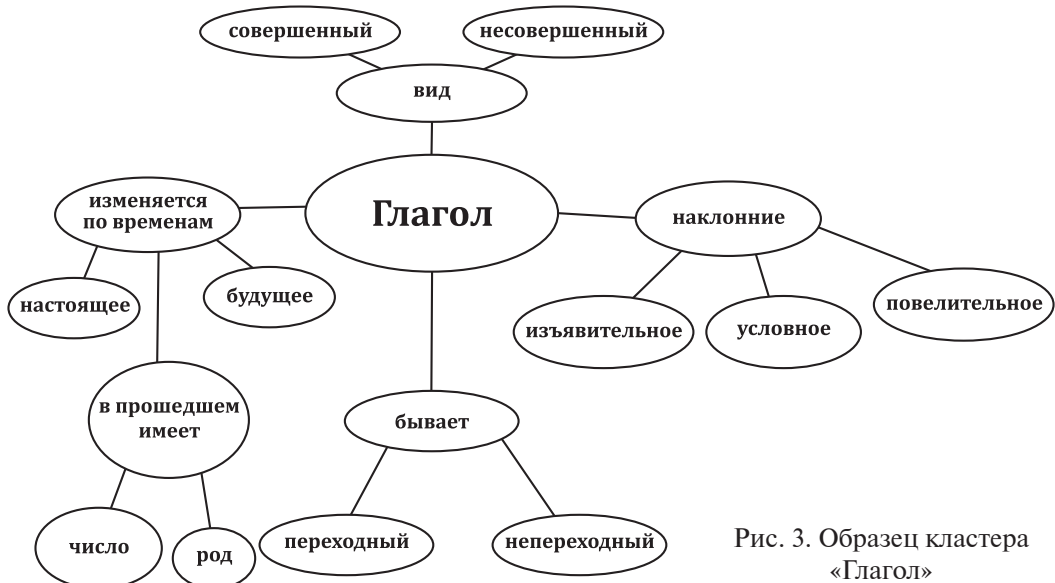 совершенный
несовершенный
вид
Глагол
изменяется
по временам
наклонние
настоящее
будущее
изъявительное
условное
повелительное
в прошедшем
имеет
бывает
число
род
переходный
непереходный
Рис. 3. Образец кластера
«Глагол»